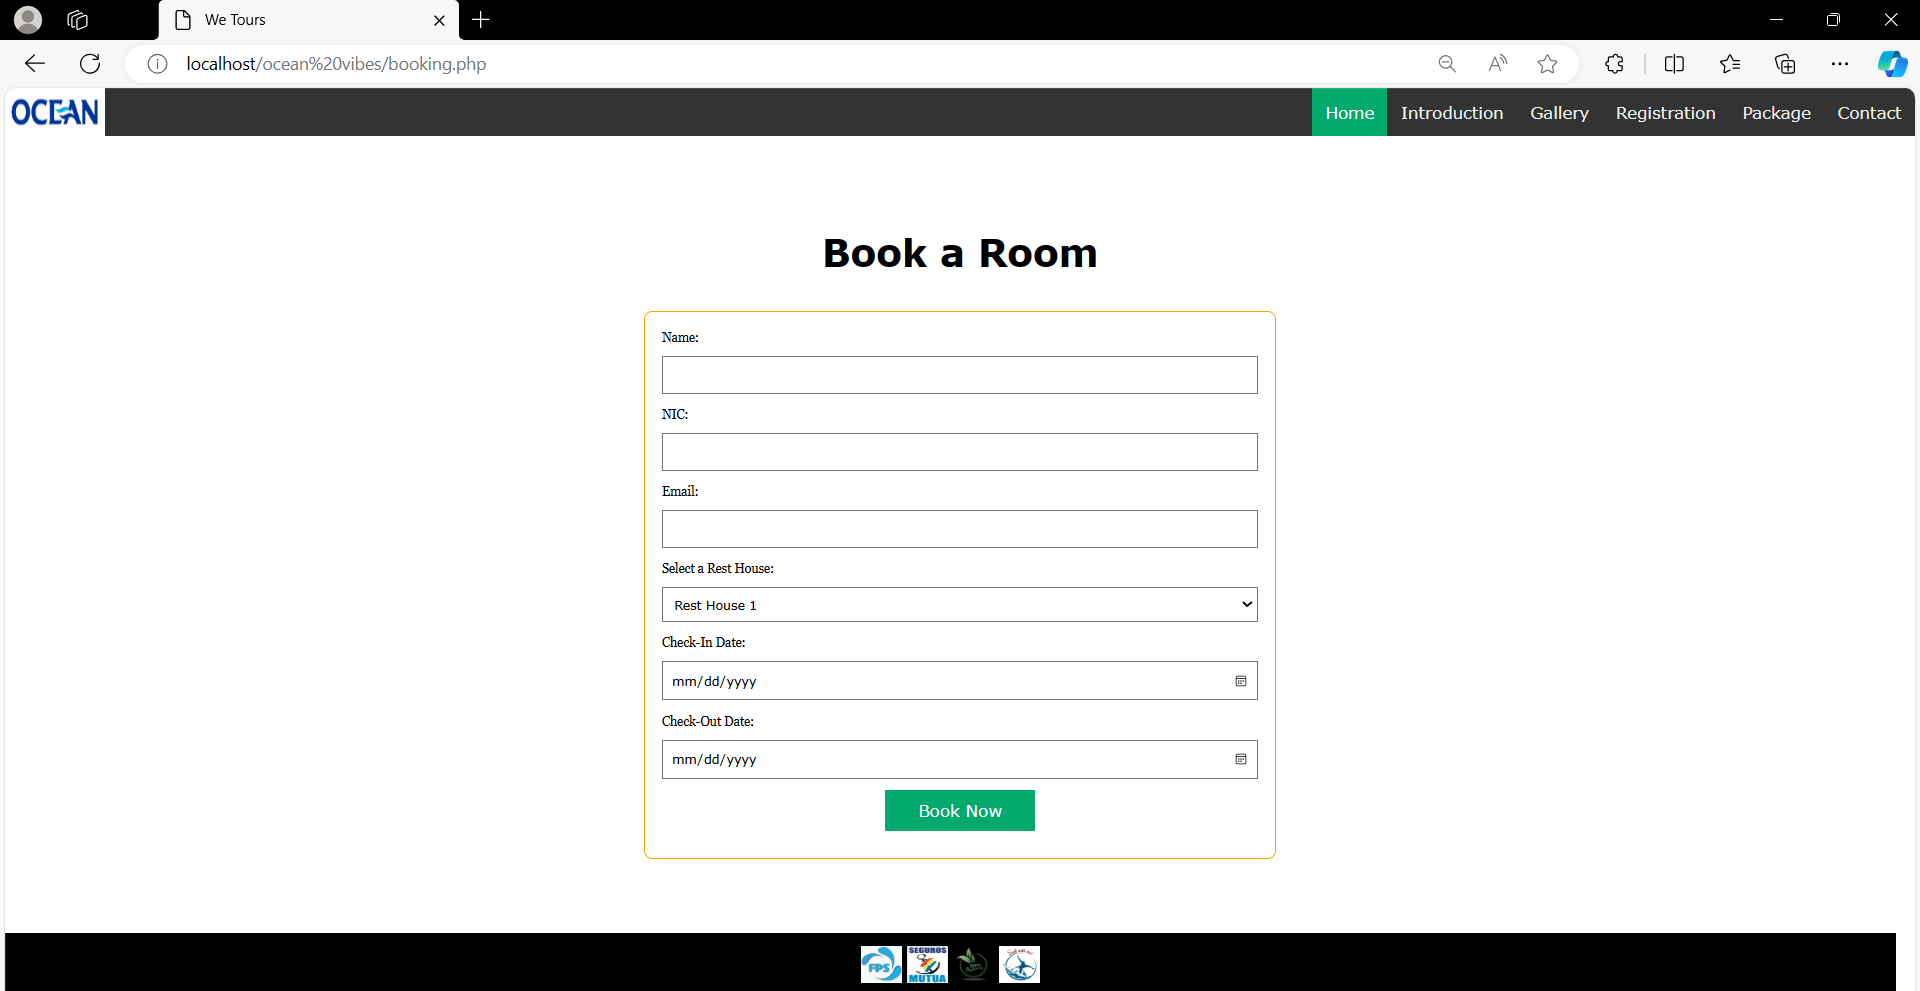 We Tours
localhost/ocean%20vibes/booking.php
OCEAN
Home Introduction Gallery Registration Package Contact
Book a Room
Name:
NIC:
Email:
Select a Rest House:
Rest House 1
Check-In Date:
mm/dd/yyyy
Check-Out Date:
mm/dd/yyyy
Book Now
FPS
SEGUROS
MUTUA